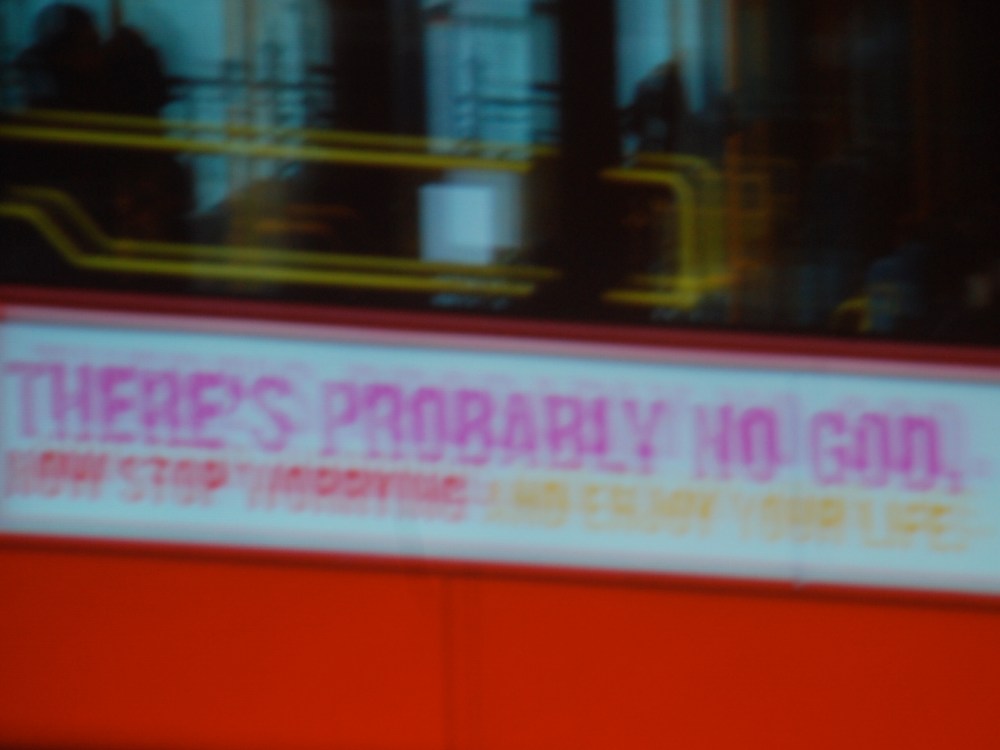 THERE'S PROBABLY NO GOD.
NOW STOP WORRYING AND ENJOY YOUR LIFE.